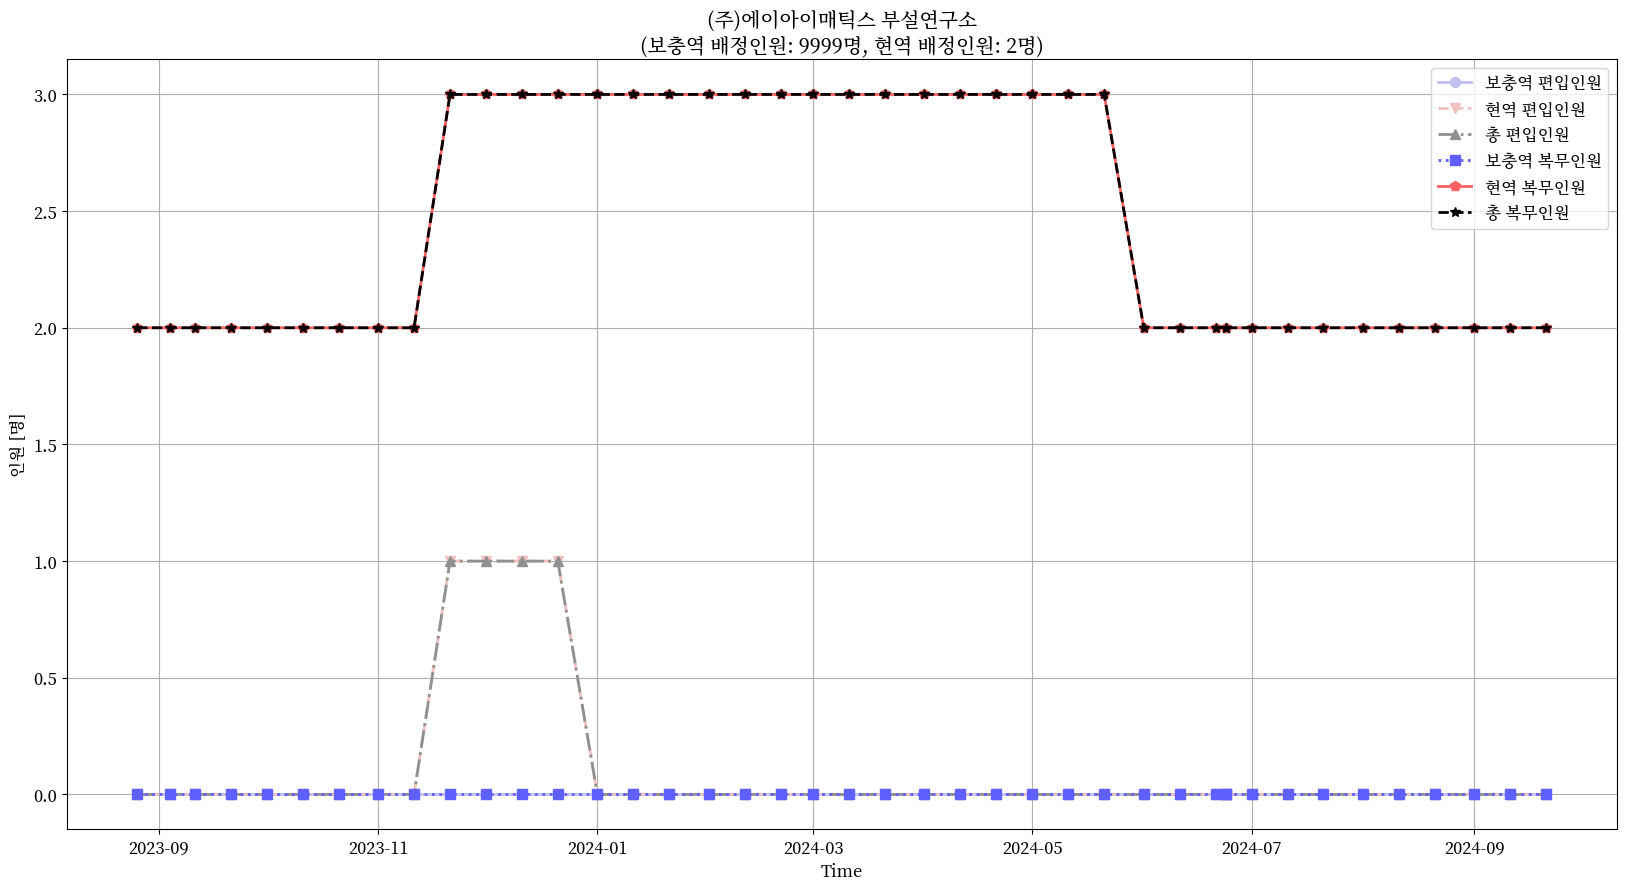 (주)에이아이매틱스 부설연구소
(보충역 배정인원: 9999명, 현역 배정인원: 2명)
보충역 편입인원
현역 편입인원
총 편입인원
보충역 복무인원
현역 복무인원
총 복무인원
3.0
2.5
2.0
1.5
1.0
0.5
0.0
인원 [명]
2023-09
2023-11
2024-01
2024-03
2024-05
2024-07
2024-09
Time